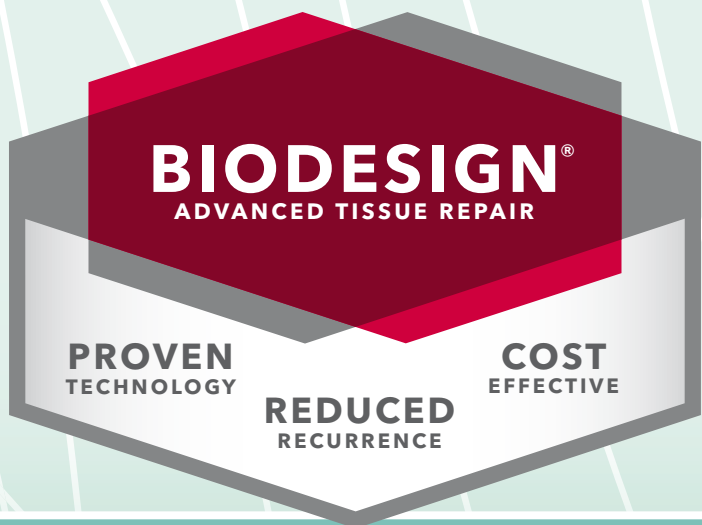 BIODESIGN®
ADVANCED TISSUE REPAIR
PROVEN
TECHNOLOGY
REDUCED
RECURRENCE
COST
EFFECTIVE